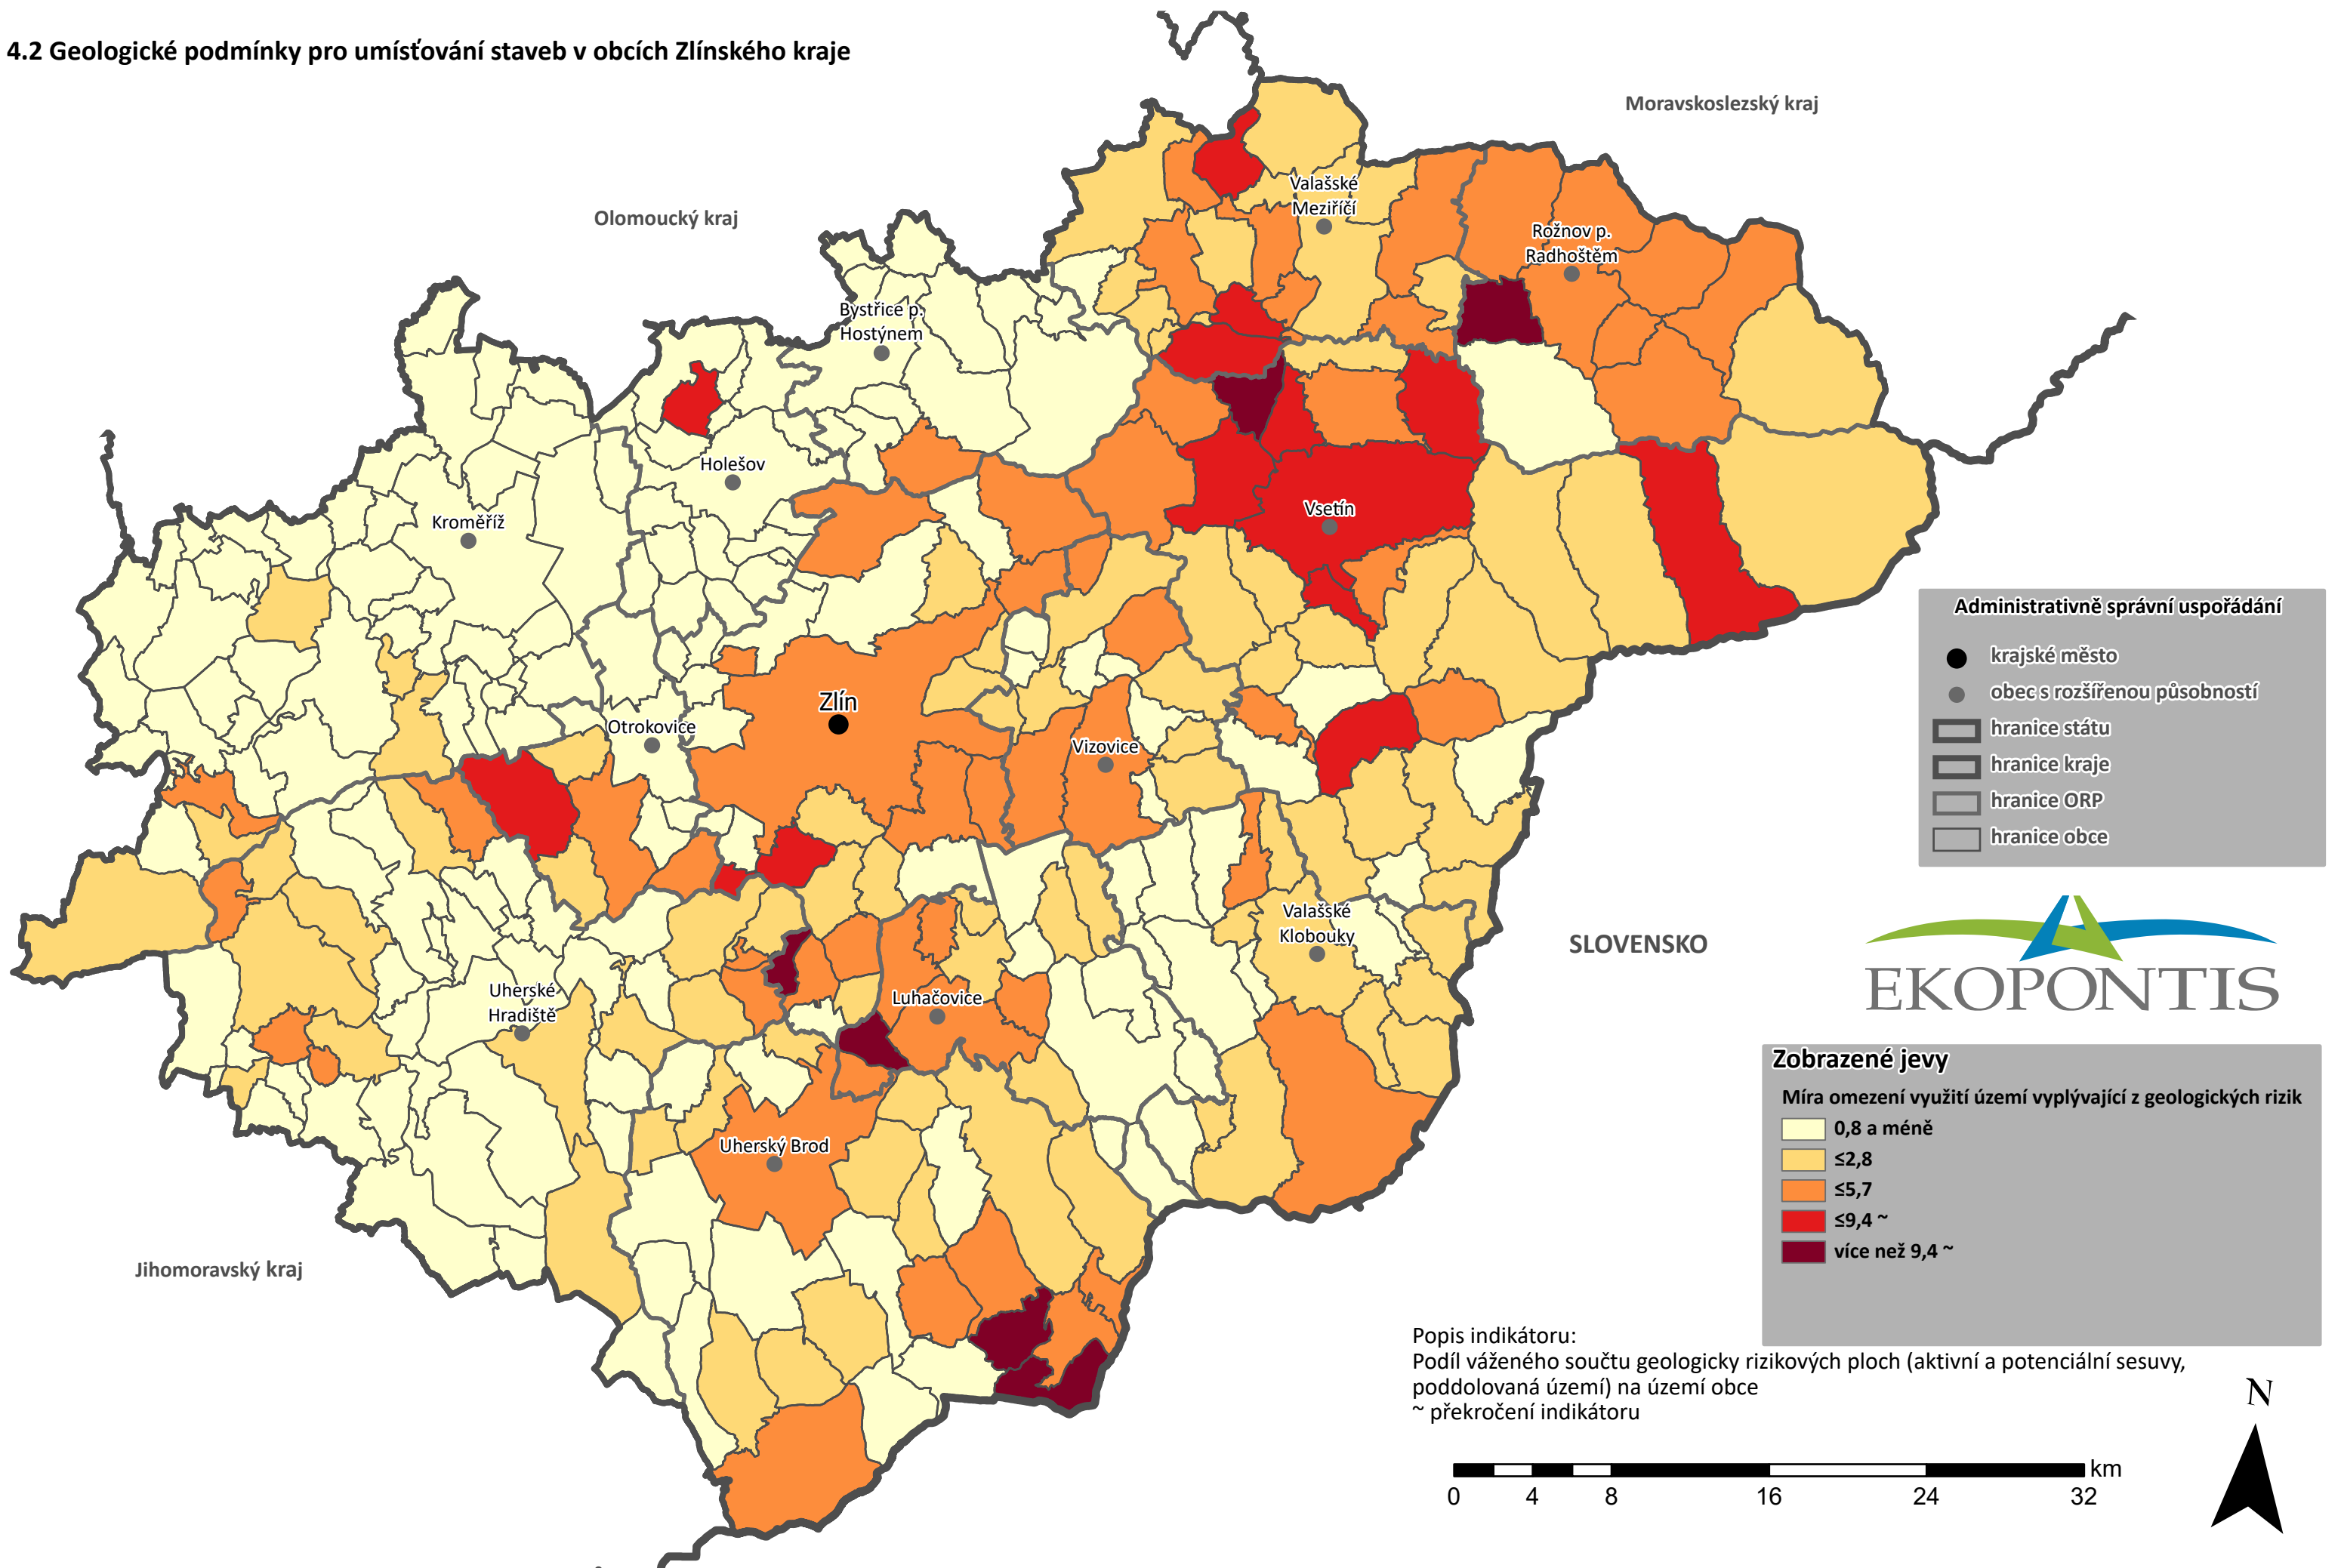 4.2 Geologické podmínky pro umísťování staveb v obcích Zlínského kraje
Moravskoslezský kraj
Olomoucký kraj
Valašské
Meziříčí
Rožnov p.
Radhoštěm
Bystřice p.
Hostýnem
Holešov
Kroměříž
Vsetín
Zlín
Otrokovice
Vizovice
Valašské
Klobouky
SLOVENSKO
Luhačovice
Uherské
Hradiště
Uherský Brod
Jihomoravský kraj
Administrativně správní uspořádání
krajské město
obec s rozšířenou působností
hranice státu
hranice kraje
hranice ORP
hranice obce
EKOPONTIS
Zobrazené jevy
Míra omezení využití území vyplývající z geologických rizik
0,8 a méně
≤2,8
≤5,7
≤9,4 ~
více než 9,4 ~
Popis indikátoru:
Podíl váženého součtu geologicky rizikových ploch (aktivní a potenciální sesuvy,
poddolovaná území) na území obce
~ překročení indikátoru
N
km
0 4 8 16 24 32